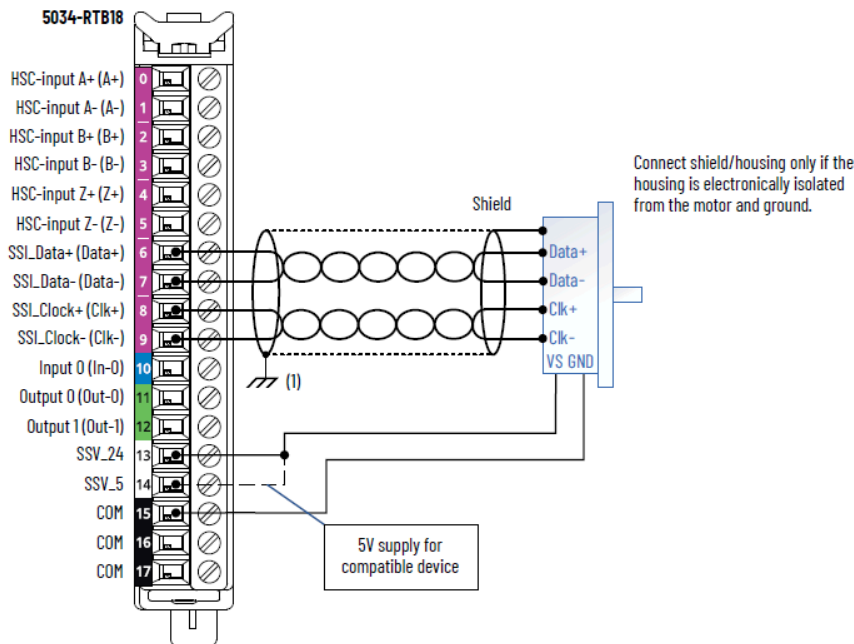 5034-RTB18
HSC-input A+ (A+) 0
HSC-input A- (A-) 1
HSC-input B+ (B+) 2
HSC-input B- (B-) 3
HSC-input Z+ (Z+) 4
HSC-input Z- (Z-) 5
SSI_Data+ (Data+) 6
SSI_Data- (Data-) 7
SSI_Clock+ (Clk+) 8
SSI_Clock- (Clk-) 9
Input 0 (In-0) 10
Output 0 (Out-0) 11
Output 1 (Out-1) 12
SSV_24 13
SSV_5 14
COM 15
COM 16
COM 17
Shield
(1)
Data+
Data-
Clk+
Clk-
VS GND
Connect shield/housing only if the
housing is electronically isolated
from the motor and ground.
5V supply for
compatible device